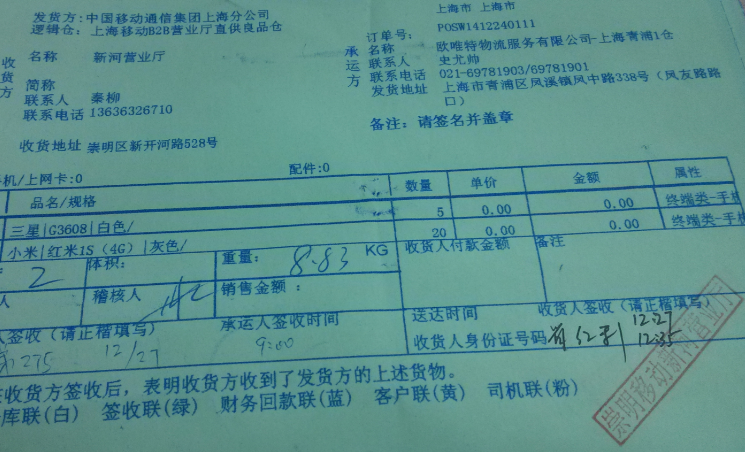 发货方:中国移动通信集团上海分公司
逻辑仓: 上海移动B2B营业厅直供良品仓
收货方
名称 新河营业厅
简称
联系人 秦柳
联系电话 13636326710
收货地址 崇明区新开河路528号
上海市 上海市
订单号: POSW1412240111
承运方
名称 欧唯特物流服务有限公司-上海青浦1仓
联系人 史尤帅
联系电话 021-69781903/69781901
发货地址 上海市青浦区凤溪镇凤中路338号(凤友路路口)
备注: 请签名并盖章
机/上网卡:0 配件:0
品名/规格 数量 单价 金额 属性
三星|G3608|白色/ 5 0.00 0.00 终端类-手机
小米|红米1S(4G)|灰色/ 20 0.00 0.00 终端类-手机
2 体积: 重量: 8.83 KG 收货人付款金额 备注
人 稽核人 销售金额:
人签收(请正楷填写) 承运人签收时间 送达时间 收货人签收(请正楷填写)
1275 12/27 9:00 收货人身份证号码 12:27
12:35
收货方签收后,表明收货方收到了发货方的上述货物。
库联(白) 签收联(绿) 财务回款联(蓝) 客户联(黄) 司机联(粉)
崇明移动新河营业厅